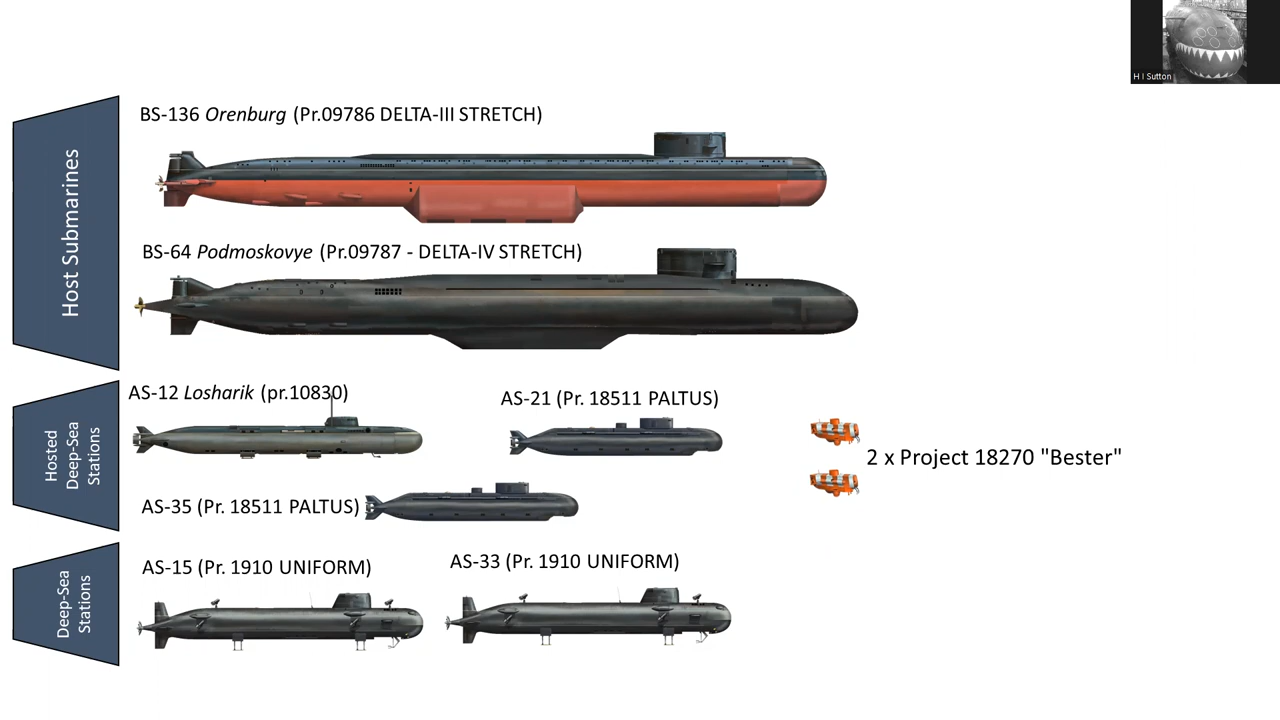 H I Sutton
Host Submarines
BS-136 Orenburg (Pr.09786 DELTA-III STRETCH)
BS-64 Podmoskovye (Pr.09787 - DELTA-IV STRETCH)
Hosted
Deep-Sea
Stations
AS-12 Losharik (pr.10830)
AS-21 (Pr. 18511 PALTUS)
2 x Project 18270 "Bester"
AS-35 (Pr. 18511 PALTUS)
Deep-Sea
Stations
AS-15 (Pr. 1910 UNIFORM)
AS-33 (Pr. 1910 UNIFORM)